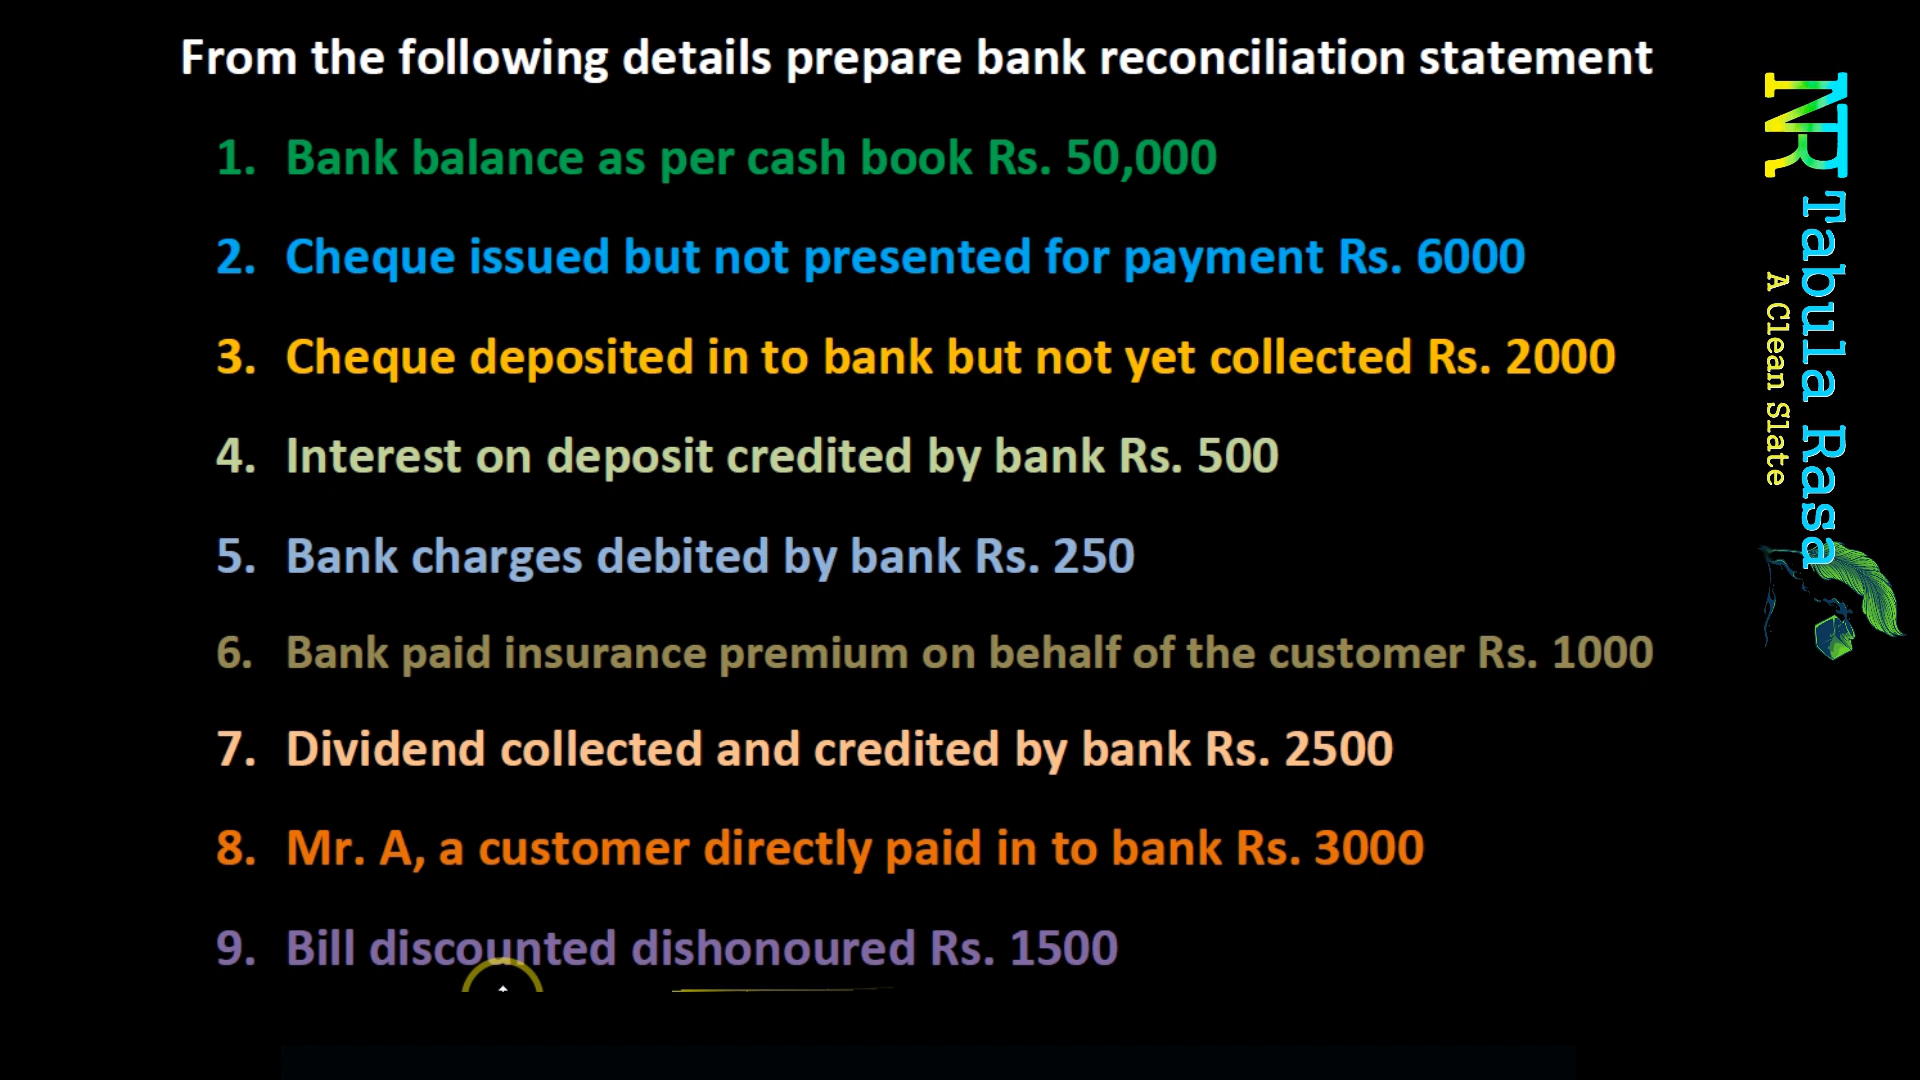 From the following details prepare bank reconciliation statement
1. Bank balance as per cash book Rs. 50,000
2. Cheque issued but not presented for payment Rs. 6000
3. Cheque deposited in to bank but not yet collected Rs. 2000
4. Interest on deposit credited by bank Rs. 500
5. Bank charges debited by bank Rs. 250
6. Bank paid insurance premium on behalf of the customer Rs. 1000
7. Dividend collected and credited by bank Rs. 2500
8. Mr. A, a customer directly paid in to bank Rs. 3000
9. Bill discounted dishonoured Rs. 1500
NTR
Tabula Rasa
A Clean Slate